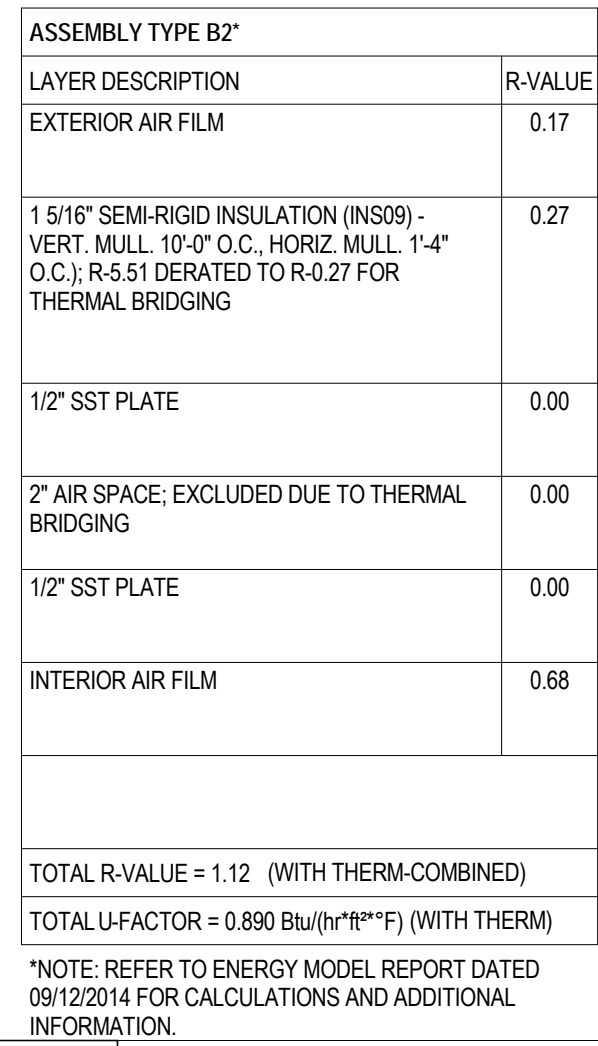 ASSEMBLY TYPE B2*
LAYER DESCRIPTION R-VALUE
EXTERIOR AIR FILM 0.17
1 5/16" SEMI-RIGID INSULATION (INS09) - 0.27
VERT. MULL. 10'-0" O.C., HORIZ. MULL. 1'-4"
O.C.); R-5.51 DERATED TO R-0.27 FOR
THERMAL BRIDGING
1/2" SST PLATE 0.00
2" AIR SPACE; EXCLUDED DUE TO THERMAL 0.00
BRIDGING
1/2" SST PLATE 0.00
INTERIOR AIR FILM 0.68
TOTAL R-VALUE = 1.12 (WITH THERM-COMBINED)
TOTAL U-FACTOR = 0.890 Btu/(hr*ft²*°F) (WITH THERM)
*NOTE: REFER TO ENERGY MODEL REPORT DATED
09/12/2014 FOR CALCULATIONS AND ADDITIONAL
INFORMATION.